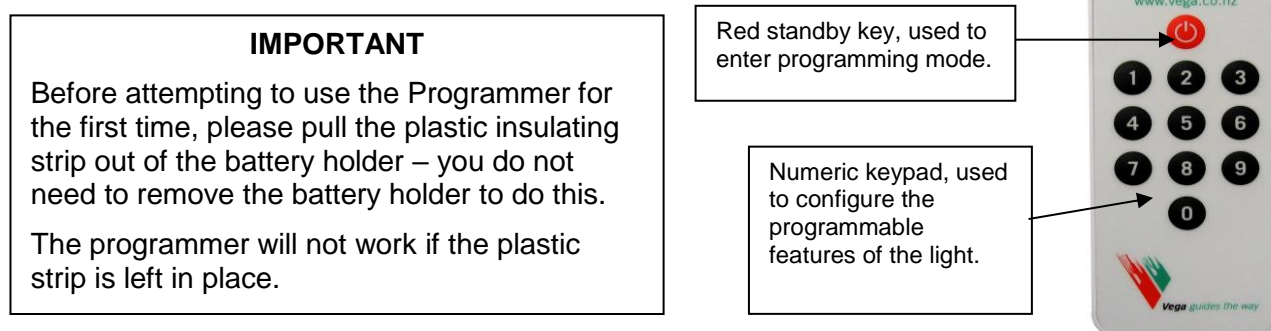 IMPORTANT
Before attempting to use the Programmer for
the first time, please pull the plastic insulating
strip out of the battery holder – you do not
need to remove the battery holder to do this.
The programmer will not work if the plastic
strip is left in place.
Red standby key, used to
enter programming mode.
Numeric keypad, used
to configure the
programmable
features of the light.
www.vega.co.nz
1 2 3
4 5 6
7 8 9
0
Vega guides the way